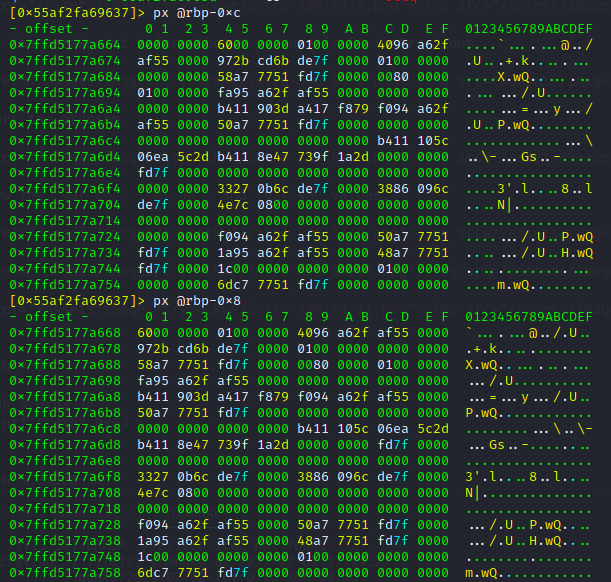 [0×55af2fa69637]> px @rbp-0×c
- offset -       0 1  2 3  4 5  6 7  8 9  A B  C D  E F  0123456789ABCDEF
0×7ffd5177a664  0000 0000 6000 0000 0100 0000 4096 a62f  ....`... ....@../
0×7ffd5177a674  af55 0000 972b cd6b de7f 0000 0100 0000  .U...+.k........
0×7ffd5177a684  0000 0000 58a7 7751 fd7f 0000 0080 0000  ....X.wQ........
0×7ffd5177a694  0100 0000 fa95 a62f af55 0000 0000 0000  ......./.U......
0×7ffd5177a6a4  0000 0000 b411 903d a417 f879 f094 a62f  .......=...y.../
0×7ffd5177a6b4  af55 0000 50a7 7751 fd7f 0000 0000 0000  .U..P.wQ........
0×7ffd5177a6c4  0000 0000 0000 0000 0000 0000 b411 105c  ...............\
0×7ffd5177a6d4  06ea 5c2d b411 8e47 739f 1a2d 0000 0000  ..\-...Gs..-....
0×7ffd5177a6e4  fd7f 0000 0000 0000 0000 0000 0000 0000  ................
0×7ffd5177a6f4  0000 0000 3327 0b6c de7f 0000 3886 096c  ....3'.l....8..l
0×7ffd5177a704  de7f 0000 4e7c 0800 0000 0000 0000 0000  ....N|..........
0×7ffd5177a714  0000 0000 0000 0000 0000 0000 0000 0000  ................
0×7ffd5177a724  0000 0000 f094 a62f af55 0000 50a7 7751  ......./.U..P.wQ
0×7ffd5177a734  fd7f 0000 1a95 a62f af55 0000 48a7 7751  ......./.U..H.wQ
0×7ffd5177a744  fd7f 0000 1c00 0000 0000 0000 0100 0000  ................
0×7ffd5177a754  0000 0000 6dc7 7751 fd7f 0000 0000 0000  ....m.wQ........
[0×55af2fa69637]> px @rbp-0×8
- offset -       0 1  2 3  4 5  6 7  8 9  A B  C D  E F  0123456789ABCDEF
0×7ffd5177a668  6000 0000 0100 0000 4096 a62f af55 0000  `.......@../.U..
0×7ffd5177a678  972b cd6b de7f 0000 0100 0000 0000 0000  .+.k............
0×7ffd5177a688  58a7 7751 fd7f 0000 0080 0000 0100 0000  X.wQ............
0×7ffd5177a698  fa95 a62f af55 0000 0000 0000 0000 0000  .../.U..........
0×7ffd5177a6a8  b411 903d a417 f879 f094 a62f af55 0000  ...=...y.../.U..
0×7ffd5177a6b8  50a7 7751 fd7f 0000 0000 0000 0000 0000  P.wQ............
0×7ffd5177a6c8  0000 0000 0000 0000 b411 105c 06ea 5c2d  ...........\..\-
0×7ffd5177a6d8  b411 8e47 739f 1a2d 0000 0000 fd7f 0000  ...Gs..-........
0×7ffd5177a6e8  0000 0000 0000 0000 0000 0000 0000 0000  ................
0×7ffd5177a6f8  3327 0b6c de7f 0000 3886 096c de7f 0000  3'.l....8..l....
0×7ffd5177a708  4e7c 0800 0000 0000 0000 0000 0000 0000  N|..............
0×7ffd5177a718  0000 0000 0000 0000 0000 0000 0000 0000  ................
0×7ffd5177a728  f094 a62f af55 0000 50a7 7751 fd7f 0000  .../.U..P.wQ....
0×7ffd5177a738  1a95 a62f af55 0000 48a7 7751 fd7f 0000  .../.U..H.wQ....
0×7ffd5177a748  1c00 0000 0000 0000 0100 0000 0000 0000  ................
0×7ffd5177a758  6dc7 7751 fd7f 0000 0000 0000 0000 0000  m.wQ............